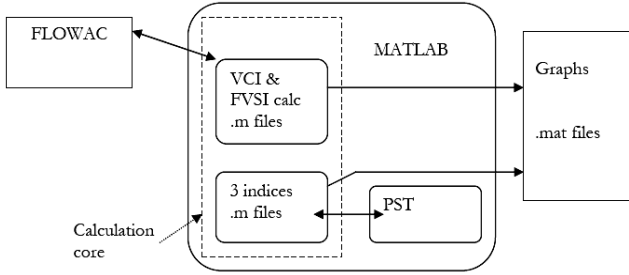 FLOWAC
MATLAB
VCI &
FVSI calc
.m files
Graphs
.mat files
3 indices
.m files
PST
Calculation
core